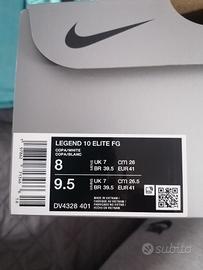 LEGEND 10 ELITE FG
COPA/WHITE
COPA/BLANC
8 UK 7 cm 26
BR 39.5 EUR 41
9.5 UK 7 cm 26.5
BR 39.5 EUR 41
DV4328 401
subito